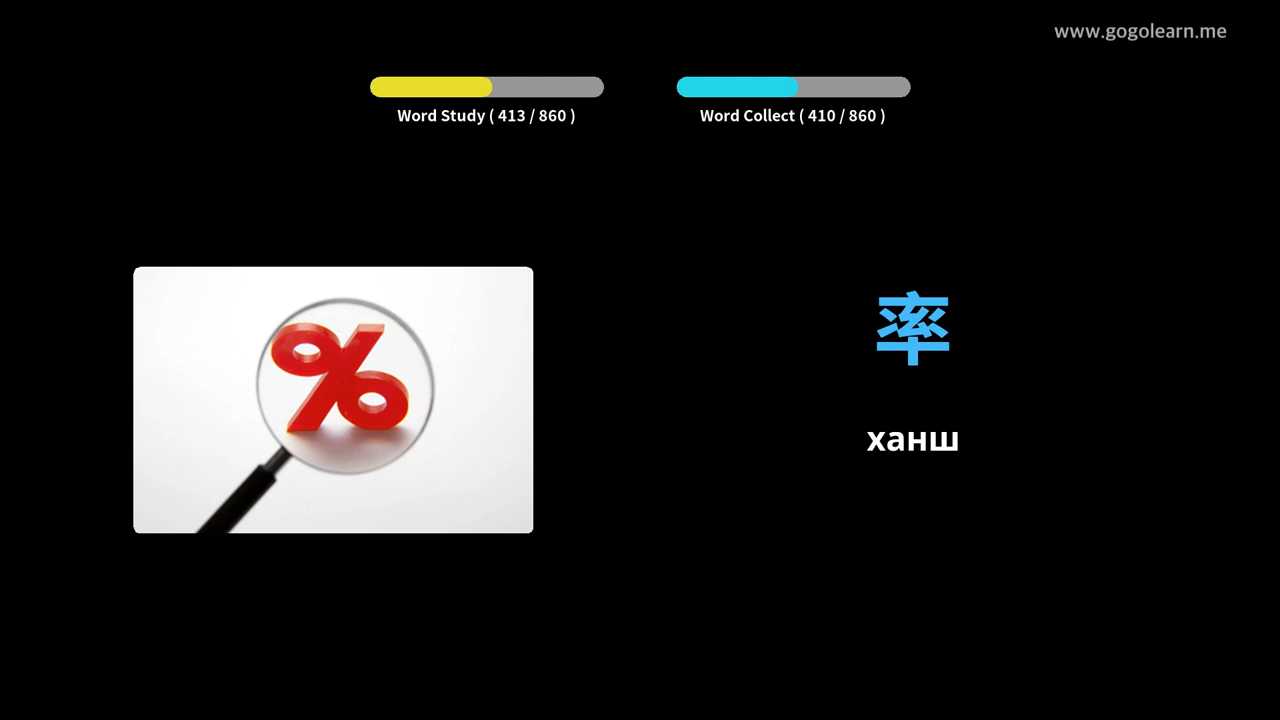 www.gogolearn.me
Word Study ( 413 / 860 )
Word Collect ( 410 / 860 )
%
率
ханш